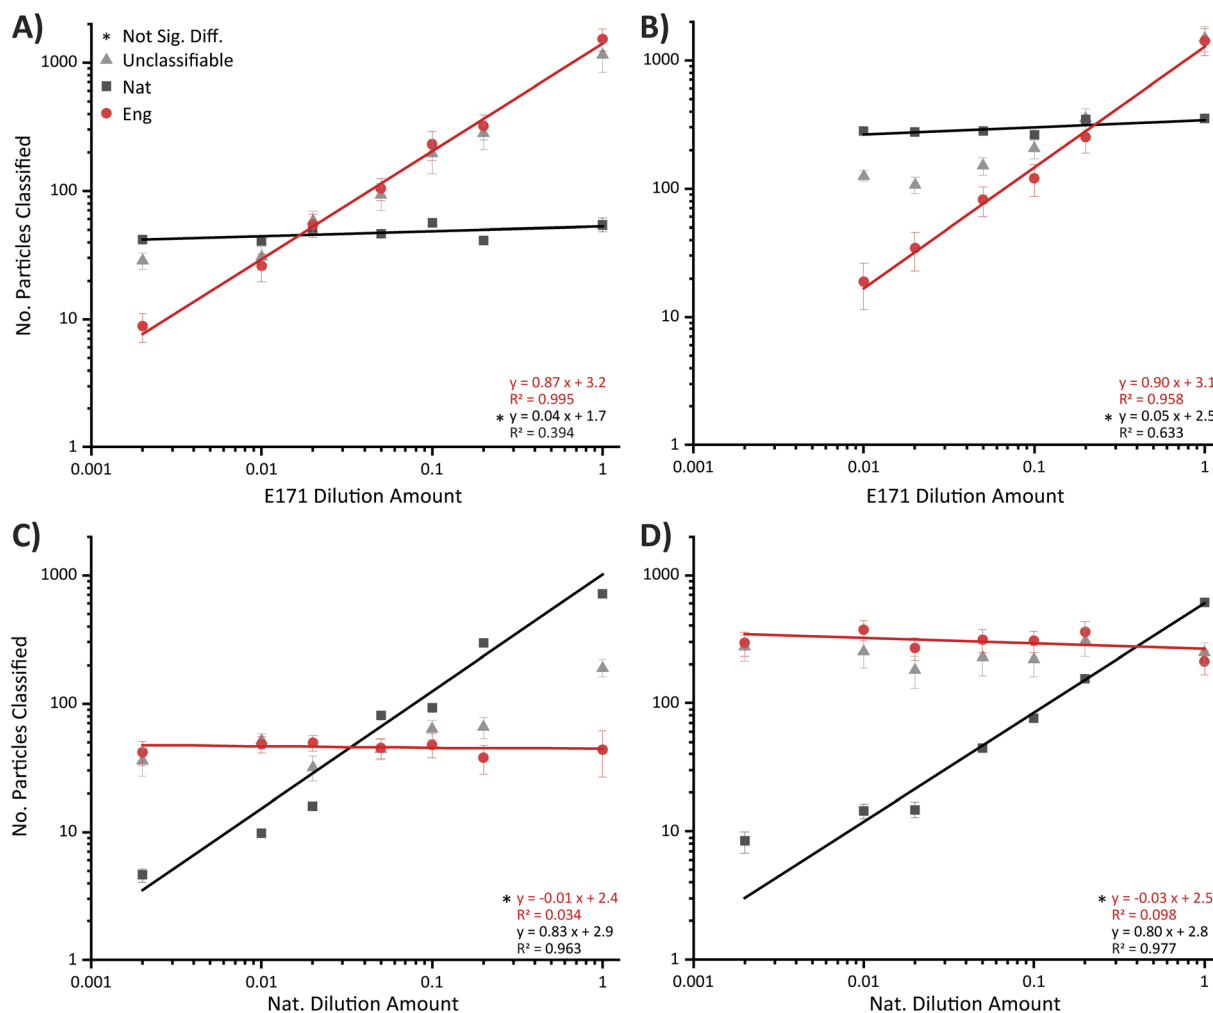 A)
* Not Sig. Diff.
Unclassifiable
Nat
Eng
No. Particles Classified
1000
100
10
1
y = 0.87 x + 3.2
R² = 0.995
* y = 0.04 x + 1.7
R² = 0.394
0.001
0.01
0.1
1
E171 Dilution Amount
B)
1000
100
10
1
y = 0.90 x + 3.1
R² = 0.958
* y = 0.05 x + 2.5
R² = 0.633
0.001
0.01
0.1
1
E171 Dilution Amount
C)
No. Particles Classified
1000
100
10
1
* y = -0.01 x + 2.4
R² = 0.034
y = 0.83 x + 2.9
R² = 0.963
0.001
0.01
0.1
1
Nat. Dilution Amount
D)
1000
100
10
1
* y = -0.03 x + 2.5
R² = 0.098
y = 0.80 x + 2.8
R² = 0.977
0.001
0.01
0.1
1
Nat. Dilution Amount